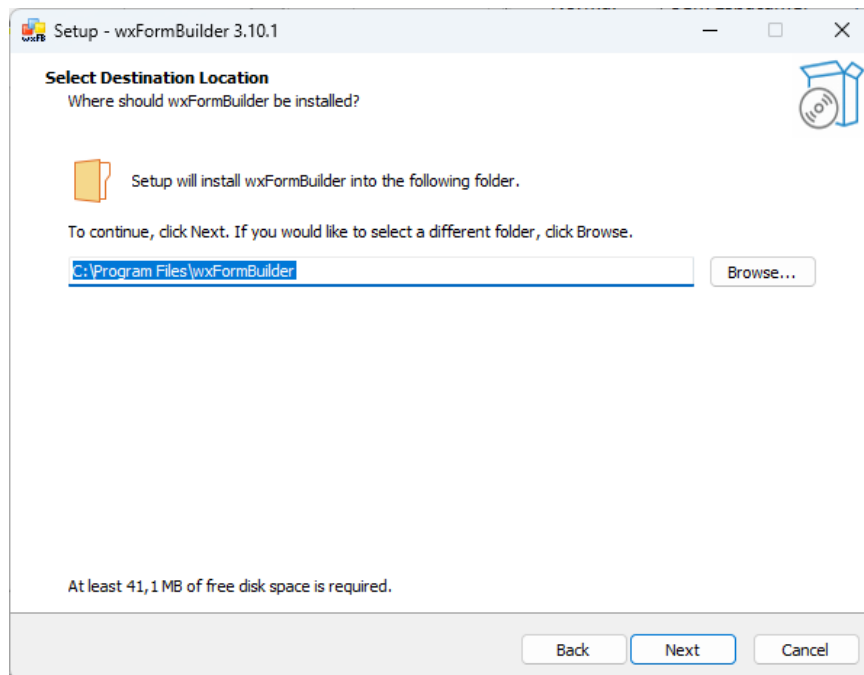 Setup - wxFormBuilder 3.10.1
Select Destination Location
Where should wxFormBuilder be installed?
Setup will install wxFormBuilder into the following folder.
To continue, click Next. If you would like to select a different folder, click Browse.
C:\Program Files\wxFormBuilder
Browse...
At least 41,1 MB of free disk space is required.
Back
Next
Cancel